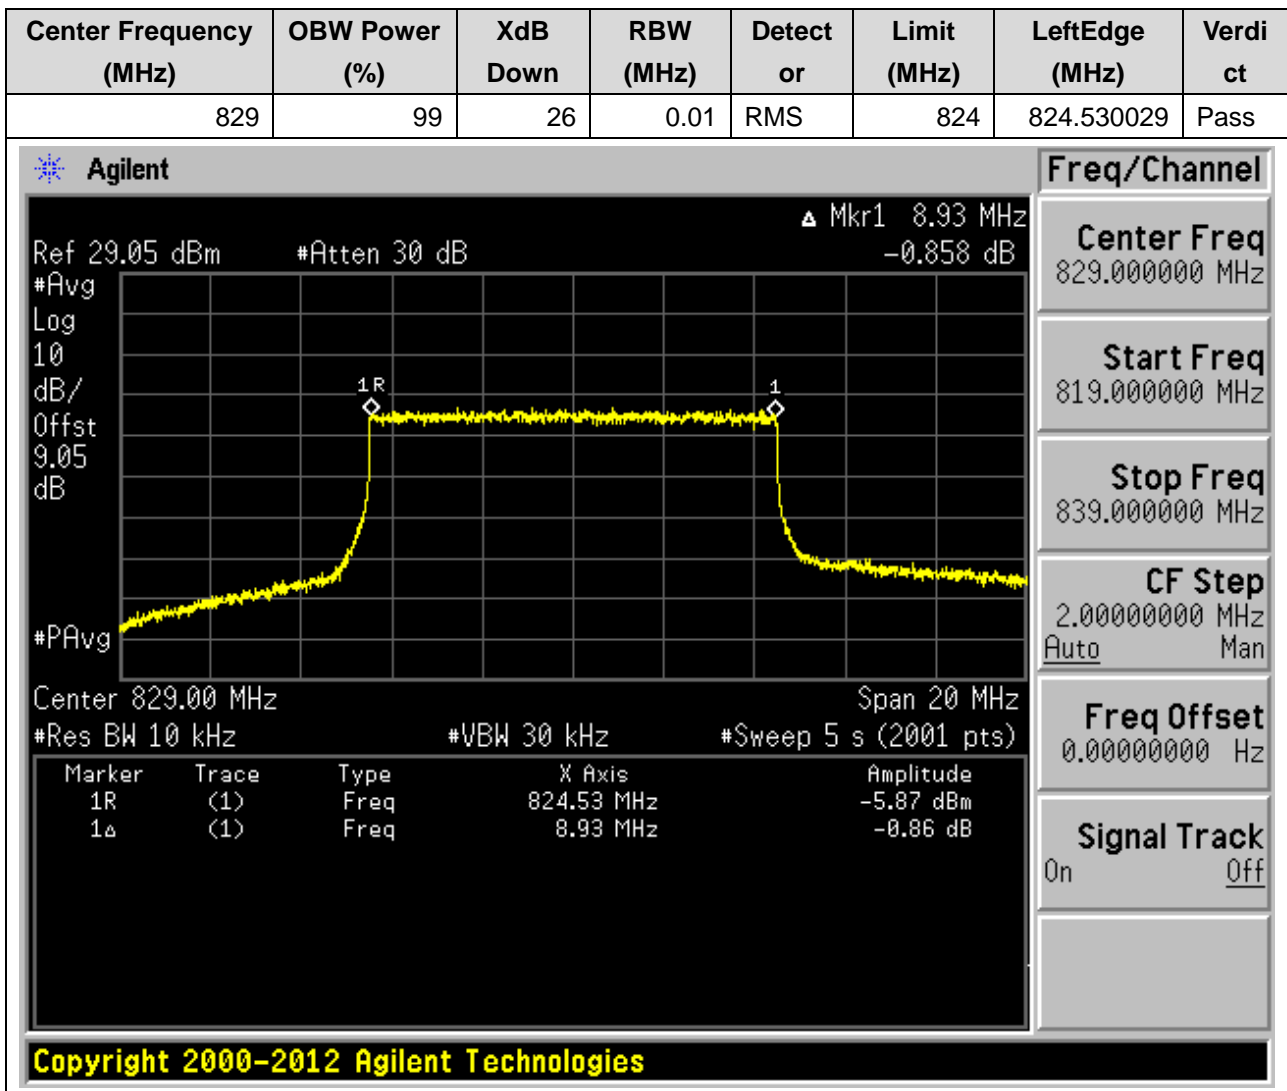 Center Frequency (MHz) OBW Power (%) XdB Down RBW (MHz) Detect or Limit (MHz) LeftEdge (MHz) Verdi ct
829 99 26 0.01 RMS 824 824.530029 Pass
Agilent
Freq/Channel
Δ Mkr1 8.93 MHz
Ref 29.05 dBm #Atten 30 dB -0.858 dB
#Avg
Log
10
dB/
Offst
9.05
dB
#PAvg
1R
1
Center 829.00 MHz Span 20 MHz
#Res BW 10 kHz #VBW 30 kHz #Sweep 5 s (2001 pts)
Marker Trace Type X Axis Amplitude
1R (1) Freq 824.53 MHz -5.87 dBm
1Δ (1) Freq 8.93 MHz -0.86 dB
Center Freq
829.000000 MHz
Start Freq
819.000000 MHz
Stop Freq
839.000000 MHz
CF Step
2.00000000 MHz
Auto Man
Freq Offset
0.00000000 Hz
Signal Track
On Off
Copyright 2000-2012 Agilent Technologies